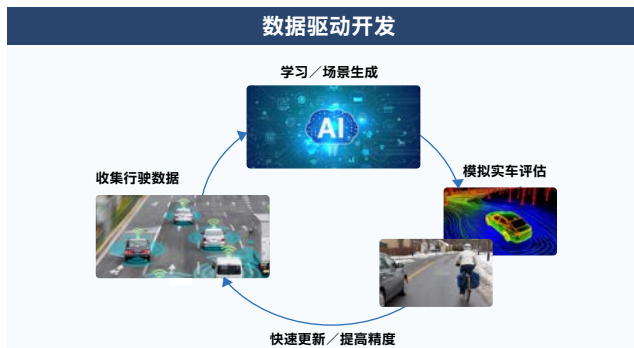 数据驱动开发
学习／场景生成
AI
收集行驶数据
模拟实车评估
快速更新／提高精度